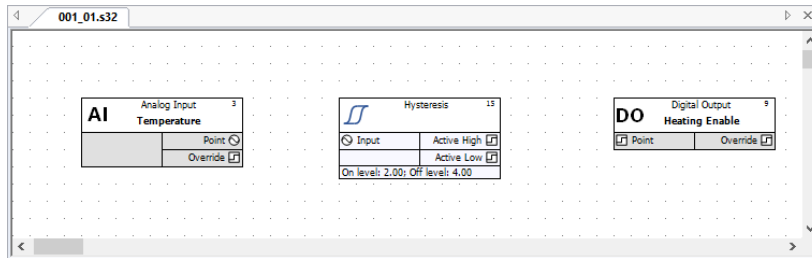 001_01.s32
AI Analog Input 3
Temperature
Point
Override
Hysteresis 15
Input Active High
Active Low
On level: 2.00; Off level: 4.00
DO Digital Output 9
Heating Enable
Point Override